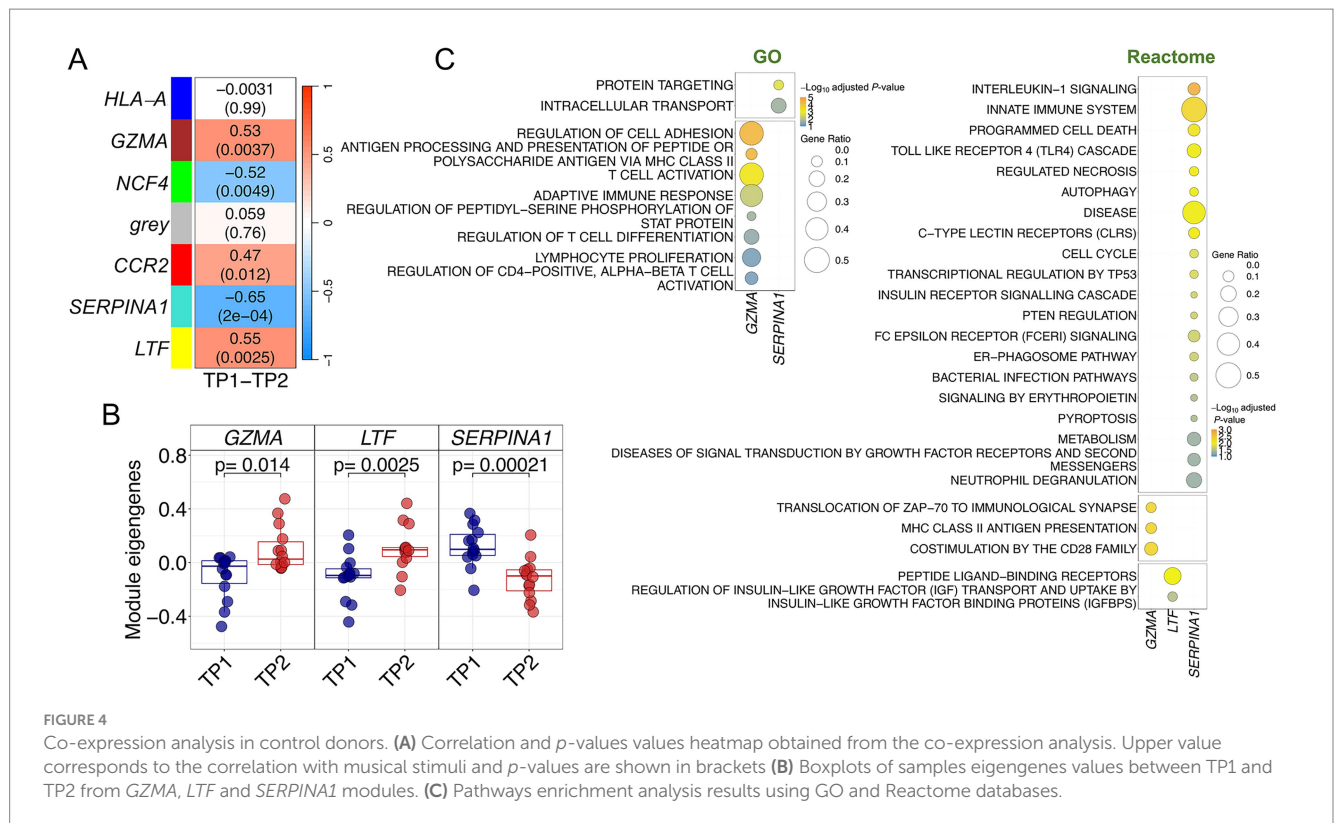 A
HLA–A
-0.0031
(0.99)
GZMA
0.53
(0.0037)
NCF4
-0.52
(0.0049)
grey
0.059
(0.76)
CCR2
0.47
(0.012)
SERPINA1
-0.65
(2e-04)
LTF
0.55
(0.0025)
TP1–TP2
1
0.5
0
-0.5
-1
B
GZMA
LTF
SERPINA1
p= 0.014
p= 0.0025
p= 0.00021
Module eigengenes
0.8
0.4
0.0
-0.4
TP1
TP2
TP1
TP2
TP1
TP2
C
GO
PROTEIN TARGETING
INTRACELLULAR TRANSPORT
REGULATION OF CELL ADHESION
ANTIGEN PROCESSING AND PRESENTATION OF PEPTIDE OR
POLYSACCHARIDE ANTIGEN VIA MHC CLASS II
T CELL ACTIVATION
ADAPTIVE IMMUNE RESPONSE
REGULATION OF PEPTIDYL–SERINE PHOSPHORYLATION OF
STAT PROTEIN
REGULATION OF T CELL DIFFERENTIATION
LYMPHOCYTE PROLIFERATION
REGULATION OF CD4–POSITIVE, ALPHA–BETA T CELL
ACTIVATION
GZMA
SERPINA1
–Log10 adjusted P-value
5
4
3
2
1
Gene Ratio
0.0
0.1
0.2
0.3
0.4
0.5
Reactome
INTERLEUKIN–1 SIGNALING
INNATE IMMUNE SYSTEM
PROGRAMMED CELL DEATH
TOLL LIKE RECEPTOR 4 (TLR4) CASCADE
REGULATED NECROSIS
AUTOPHAGY
DISEASE
C–TYPE LECTIN RECEPTORS (CLRS)
CELL CYCLE
TRANSCRIPTIONAL REGULATION BY TP53
INSULIN RECEPTOR SIGNALLING CASCADE
PTEN REGULATION
FC EPSILON RECEPTOR (FCERI) SIGNALING
ER–PHAGOSOME PATHWAY
BACTERIAL INFECTION PATHWAYS
SIGNALING BY ERYTHROPOIETIN
PYROPTOSIS
METABOLISM
DISEASES OF SIGNAL TRANSDUCTION BY GROWTH FACTOR RECEPTORS AND SECOND
MESSENGERS
NEUTROPHIL DEGRANULATION
TRANSLOCATION OF ZAP–70 TO IMMUNOLOGICAL SYNAPSE
MHC CLASS II ANTIGEN PRESENTATION
COSTIMULATION BY THE CD28 FAMILY
PEPTIDE LIGAND–BINDING RECEPTORS
REGULATION OF INSULIN–LIKE GROWTH FACTOR (IGF) TRANSPORT AND UPTAKE BY
INSULIN–LIKE GROWTH FACTOR BINDING PROTEINS (IGFBPS)
GZMA
LTF
SERPINA1
Gene Ratio
0.0
0.1
0.2
0.3
0.4
0.5
–Log10 adjusted
P-value
3.0
2.5
2.0
1.5
1.0
FIGURE 4
Co-expression analysis in control donors. (A) Correlation and p-values values heatmap obtained from the co-expression analysis. Upper value
corresponds to the correlation with musical stimuli and p-values are shown in brackets (B) Boxplots of samples eigengenes values between TP1 and
TP2 from GZMA, LTF and SERPINA1 modules. (C) Pathways enrichment analysis results using GO and Reactome databases.